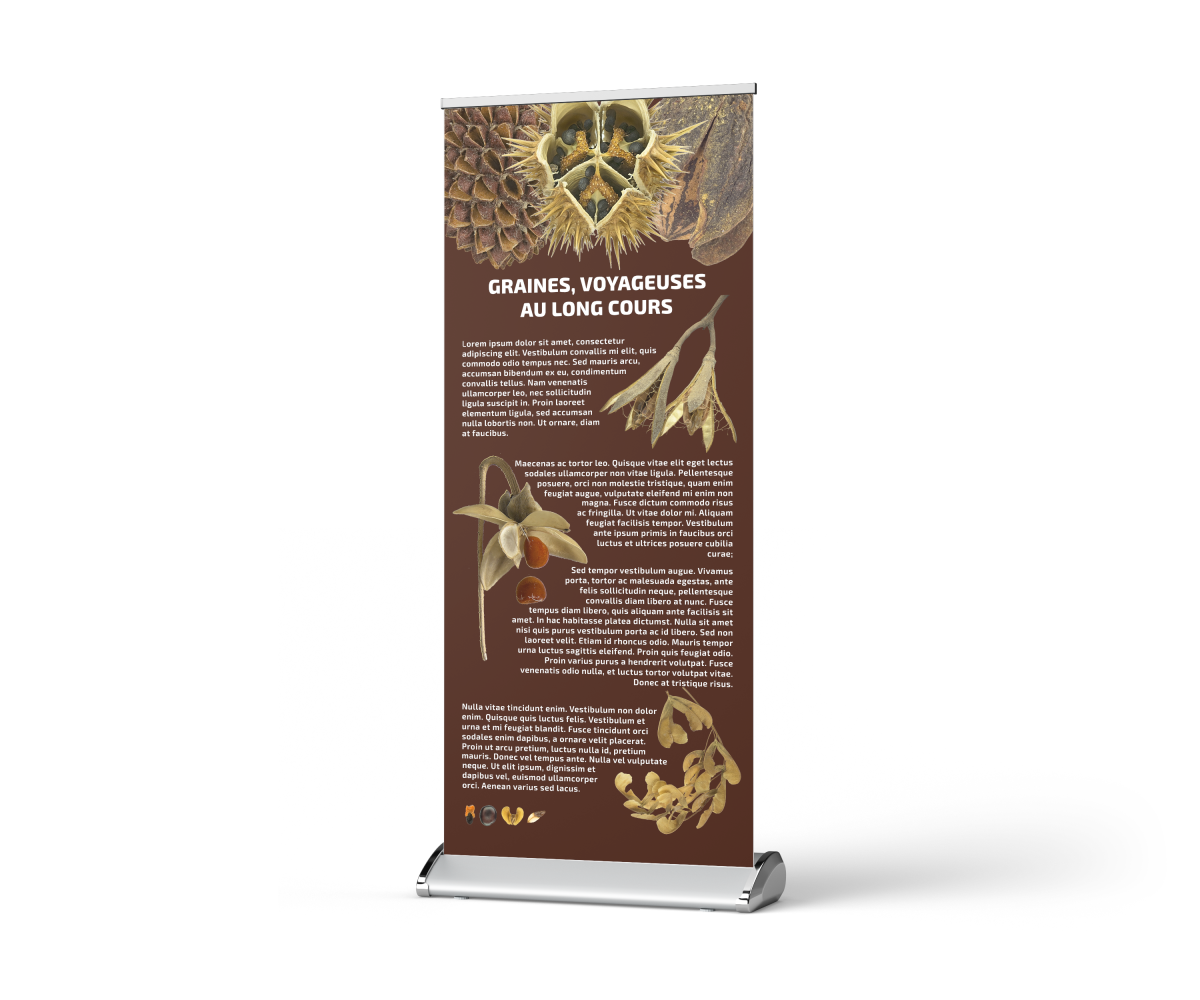 GRAINES, VOYAGEUSES
AU LONG COURS
Lorem ipsum dolor sit amet, consectetur
adipiscing elit. Vestibulum convallis mi elit, quis
commodo odio tempus nec. Sed mauris arcu,
accumsan bibendum ex eu, condimentum
convallis tellus. Nam venenatis
ullamcorper leo, nec sollicitudin
ligula suscipit in. Proin laoreet
elementum ligula, sed accumsan
nulla lobortis non. Ut ornare, diam
at faucibus.
Maecenas ac tortor leo. Quisque vitae elit eget lectus
sodales ullamcorper non vitae ligula. Pellentesque
posuere, orci non molestie tristique, quam enim
feugiat augue, vulputate eleifend mi enim non
magna. Fusce dictum commodo risus
ac fringilla. Ut vitae dolor mi. Aliquam
feugiat facilisis tempor. Vestibulum
ante ipsum primis in faucibus orci
luctus et ultrices posuere cubilia
curae;
Sed tempor vestibulum augue. Vivamus
porta, tortor ac malesuada egestas, ante
felis sollicitudin neque, pellentesque
convallis diam libero at nunc. Fusce
tempus diam libero, quis aliquam ante facilisis sit
amet. In hac habitasse platea dictumst. Nulla sit amet
nisi quis purus vestibulum porta ac id libero. Sed non
laoreet velit. Etiam id rhoncus odio. Mauris tempor
urna luctus sagittis eleifend. Proin quis feugiat odio.
Proin varius purus a hendrerit volutpat. Fusce
venenatis odio nulla, et luctus tortor volutpat vitae.
Donec at tristique risus.
Nulla vitae tincidunt enim. Vestibulum non dolor
enim. Quisque quis luctus felis. Vestibulum et
urna et mi feugiat blandit. Fusce tincidunt orci
sodales enim dapibus, a ornare velit placerat.
Proin ut arcu pretium, luctus nulla id, pretium
mauris. Donec vel tempus ante. Nulla vel vulputate
neque. Ut elit ipsum, dignissim et
dapibus vel, euismod ullamcorper
orci. Aenean varius sed lacus.